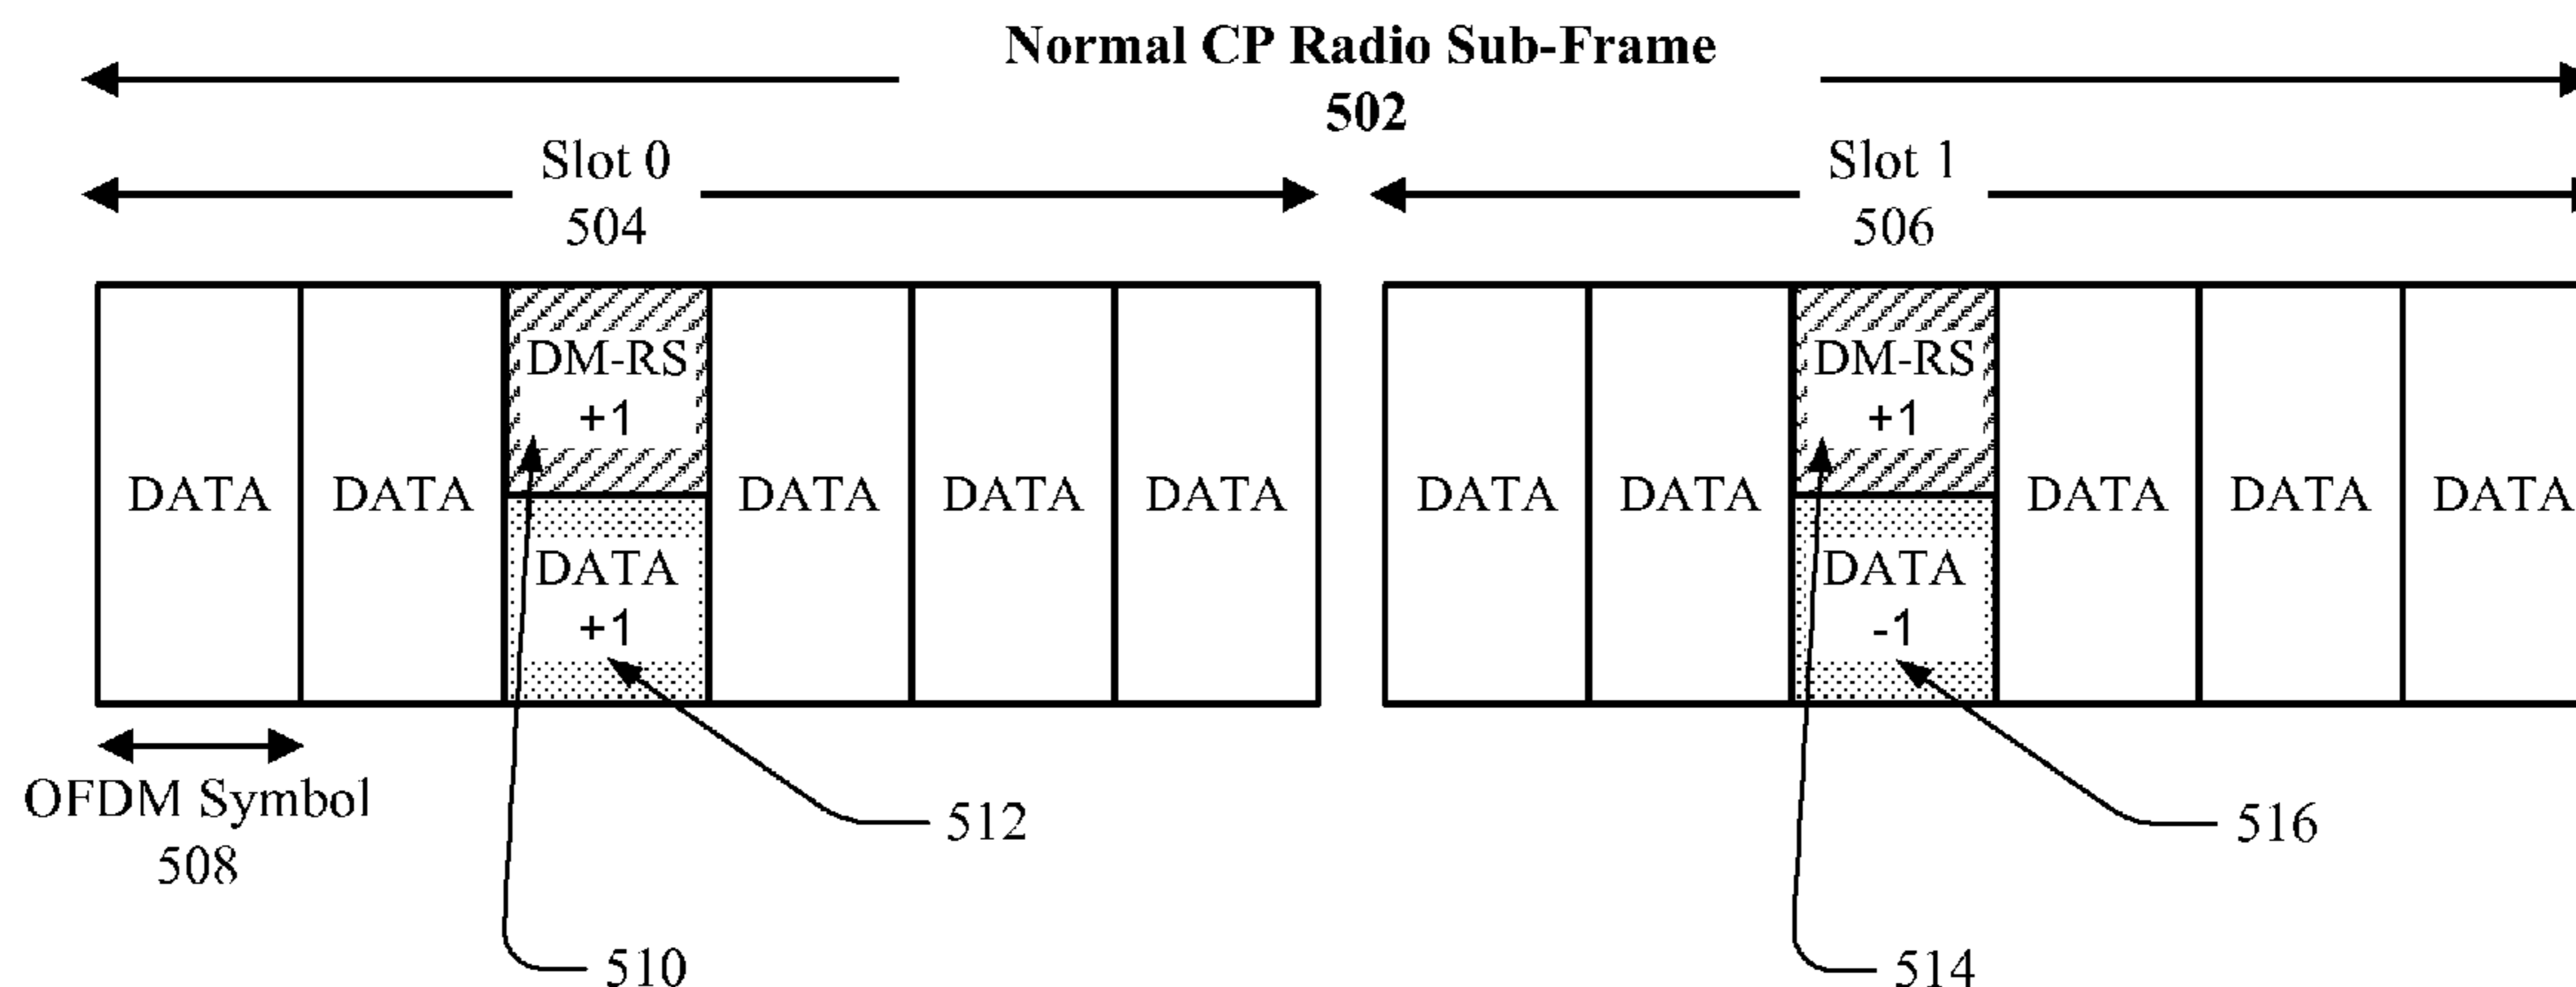 Normal CP Radio Sub-Frame
502
Slot 0
504
Slot 1
506
DATA DATA DM-RS +1 DATA DATA DATA
DATA +1
DATA DATA DM-RS +1 DATA DATA DATA
DATA -1
OFDM Symbol
508
512
516
510
514